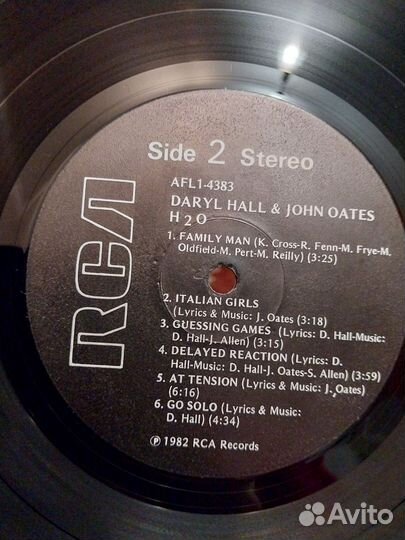 RCA
Side 2 Stereo
AFL1-4383
DARYL HALL & JOHN OATES
H 2 O
1. FAMILY MAN (K. Cross-R. Fenn-M. Frye-M.
Oldfield-M. Pert-M. Reilly) (3:25)
2. ITALIAN GIRLS
(Lyrics & Music: J. Oates) (3:18)
3. GUESSING GAMES (Lyrics: D. Hall-Music:
D. Hall-J. Allen) (3:15)
4. DELAYED REACTION (Lyrics: D.
Hall-Music: D. Hall-J. Oates-S. Allen) (3:59)
5. AT TENSION (Lyrics & Music: J. Oates)
(6:16)
6. GO SOLO (Lyrics & Music:
D. Hall) (4:34)
℗ 1982 RCA Records
Avito